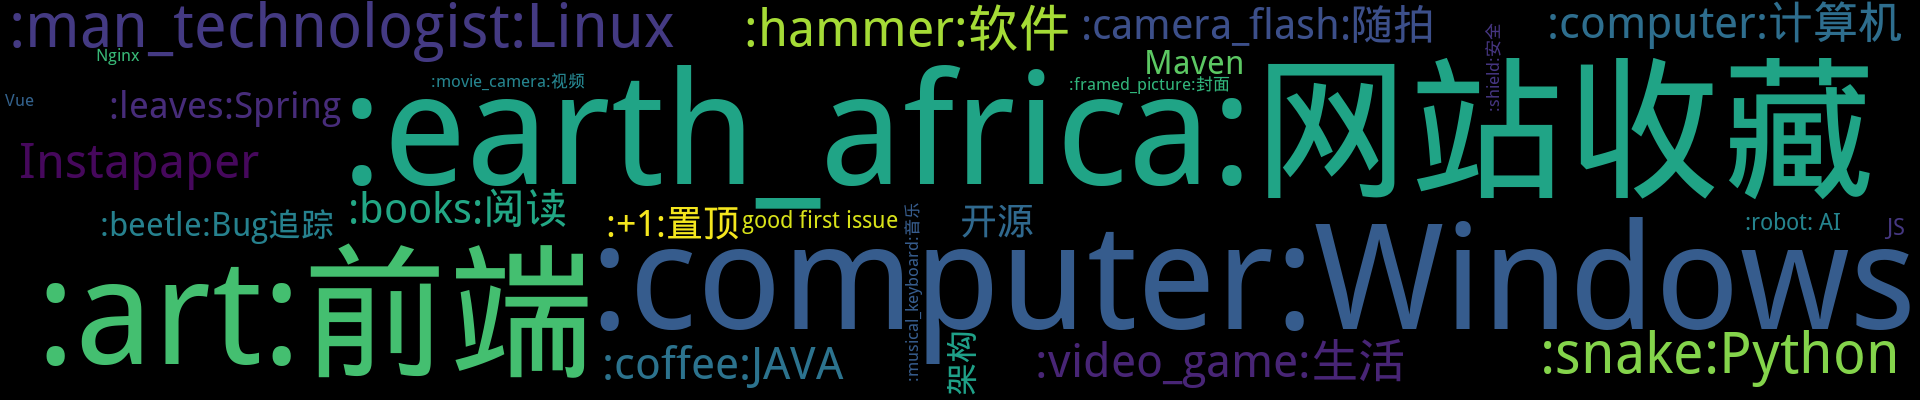 :man_technologist:Linux
:hammer:软件
:camera_flash:随拍
:computer:计算机
Nginx
:shield:安全
Maven
:movie_camera:视频
:framed_picture:封面
Vue
:leaves:Spring
:earth_africa:网站收藏
Instapaper
:books:阅读
:beetle:Bug追踪
:+1:置顶
good first issue
:musical_keyboard:音乐
开源
:robot: AI
JS
:art:前端
:computer:Windows
:coffee:JAVA
架构
:video_game:生活
:snake:Python